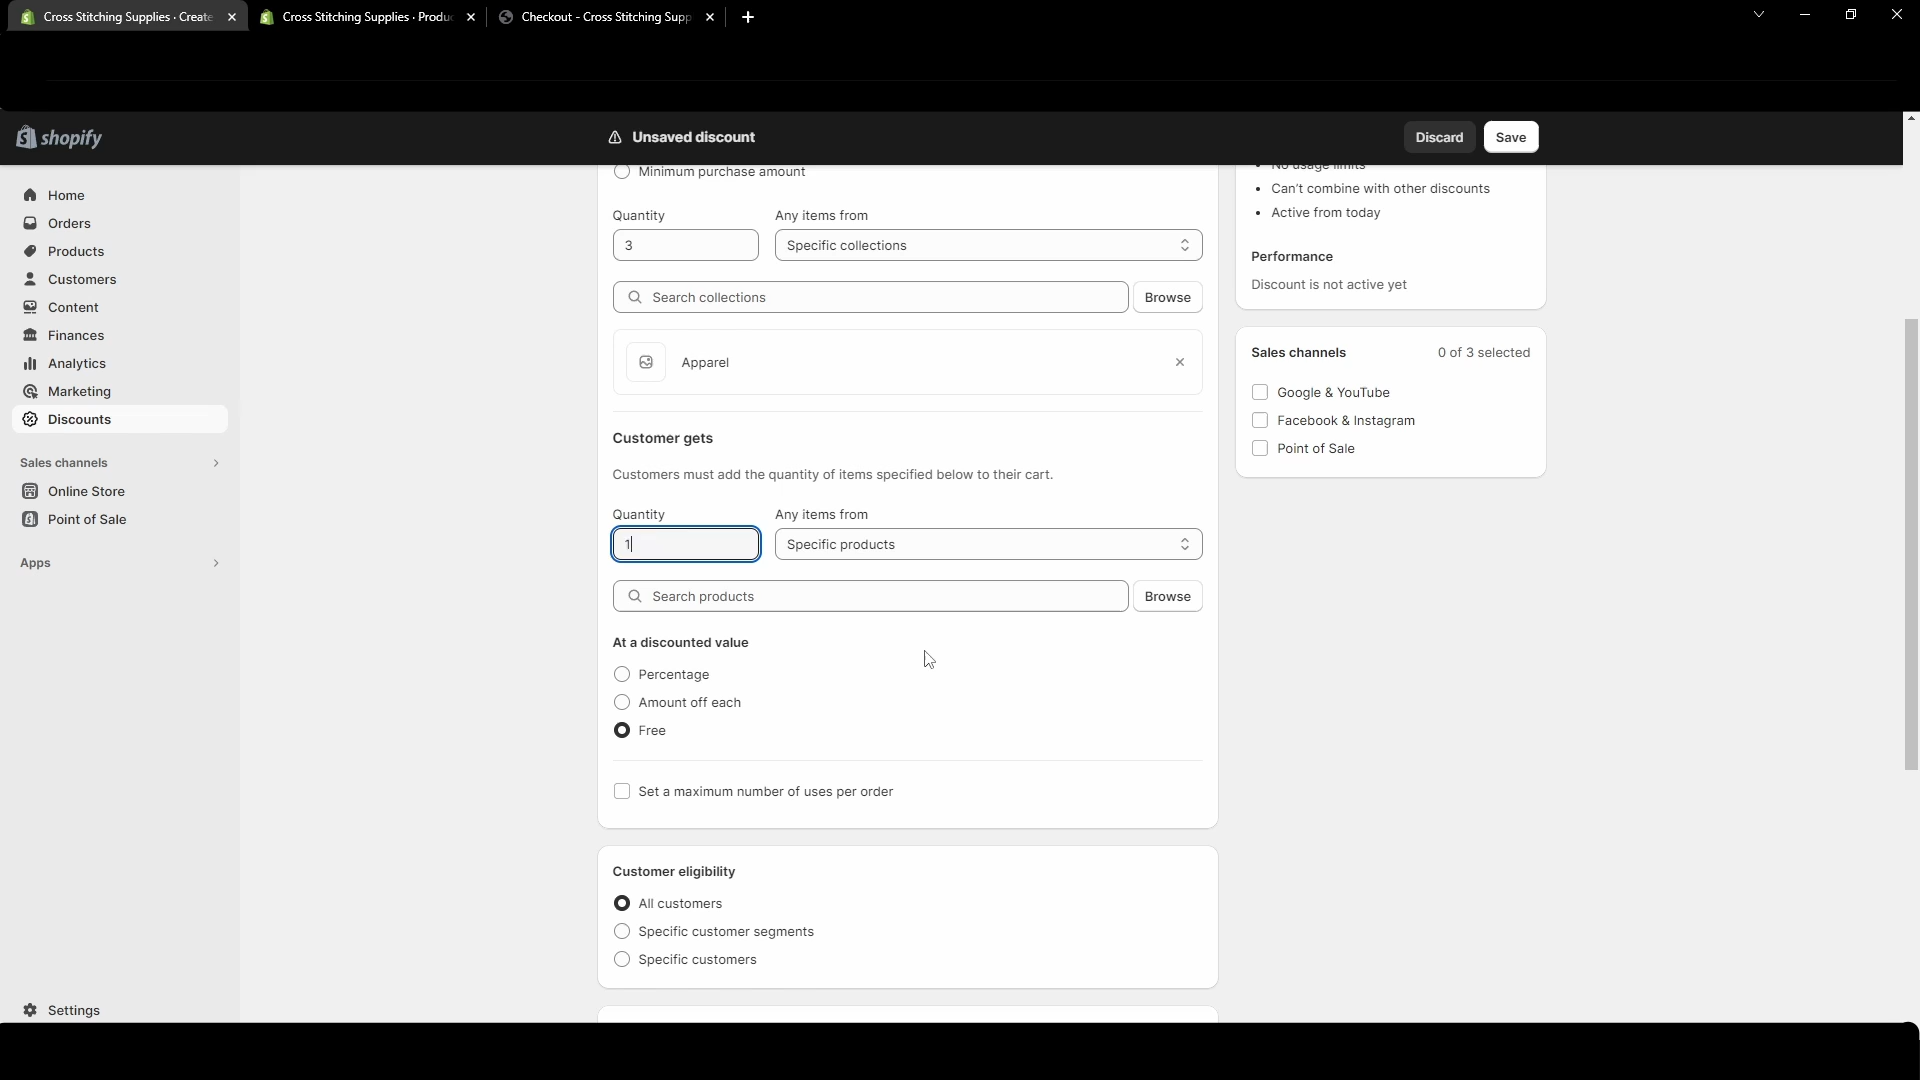 Cross Stitching Supplies · Create
Cross Stitching Supplies · Produc
Checkout - Cross Stitching Supp
shopify
Unsaved discount
Discard
Save
Home
Orders
Products
Customers
Content
Finances
Analytics
Marketing
Discounts
Sales channels
Online Store
Point of Sale
Apps
Settings
Minimum purchase amount
Quantity
Any items from
3
Specific collections
Search collections
Browse
Apparel
Customer gets
Customers must add the quantity of items specified below to their cart.
Quantity
Any items from
1
Specific products
Search products
Browse
At a discounted value
Percentage
Amount off each
Free
Set a maximum number of uses per order
Customer eligibility
All customers
Specific customer segments
Specific customers
No usage limits
Can't combine with other discounts
Active from today
Performance
Discount is not active yet
Sales channels
0 of 3 selected
Google & YouTube
Facebook & Instagram
Point of Sale